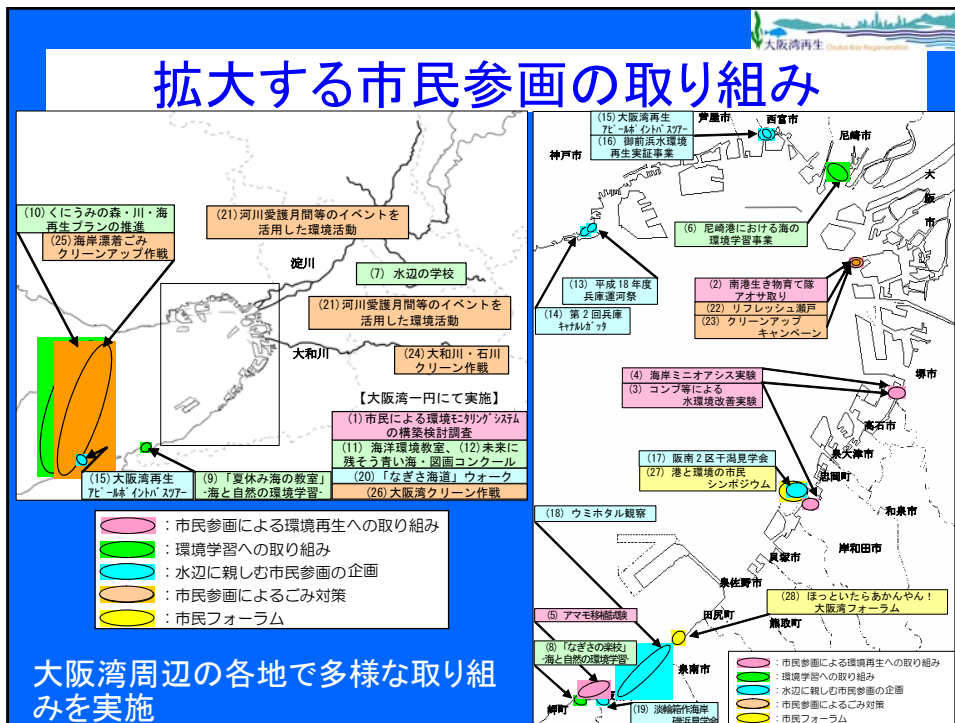 大阪湾再生 Osaka Bay Regeneration
拡大する市民参画の取り組み
(10)くにうみの森・川・海
再生プランの推進
(25)海岸漂着ごみ
クリーンアップ作戦
(21)河川愛護月間等のイベントを
活用した環境活動
淀川
(7) 水辺の学校
(21)河川愛護月間等のイベントを
活用した環境活動
大和川
(24)大和川・石川
クリーン作戦
【大阪湾一円にて実施】
(1)市民による環境モニタリングシステム
の構築検討調査
(11) 海洋環境教室、(12)未来に
残そう青い海・図画コンクール
(20)「なぎさ海道」ウォーク
(26)大阪湾クリーン作戦
(15)大阪湾再生
アピールポイントバスツアー
(9)「夏休み海の教室」
-海と自然の環境学習-
:市民参画による環境再生への取り組み
:環境学習への取り組み
:水辺に親しむ市民参画の企画
:市民参画によるごみ対策
:市民フォーラム
大阪湾周辺の各地で多様な取り組
みを実施
(15)大阪湾再生
アピールポイントバスツアー
(16) 御前浜水環境
再生実証事業
芦屋市
西宮市
尼崎市
神戸市
大
阪
市
(6) 尼崎港における海の
環境学習事業
(13) 平成18年度
兵庫運河祭
(14) 第2回兵庫
キャナルレガッタ
(2) 南港生き物育て隊
アオサ取り
(22) リフレッシュ瀬戸
(23) クリーンアップ
キャンペーン
堺市
(4) 海岸ミニオアシス実験
(3) コンブ等による
水環境改善実験
高石市
泉大津市
忠岡町
(17) 阪南2区干潟見学会
(27) 港と環境の市民
シンポジウム
和泉市
岸和田市
(18) ウミホタル観察
貝塚市
泉佐野市
田尻町
熊取町
(28) ほっといたらあかんやん!
大阪湾フォーラム
(5) アマモ移植試験
(8)「なぎさの楽校」
-海と自然の環境学習-
泉南市
岬町
(19) 淡輪箱作海岸
磯浜見学会
:市民参画による環境再生への取り組み
:環境学習への取り組み
:水辺に親しむ市民参画の企画
:市民参画によるごみ対策
:市民フォーラム